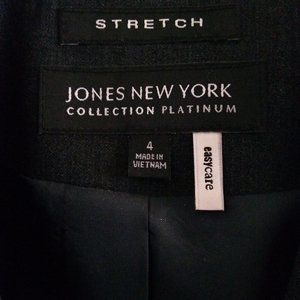 STRETCH
JONES NEW YORK
COLLECTION PLATINUM
4
MADE IN
VIETNAM
easycare